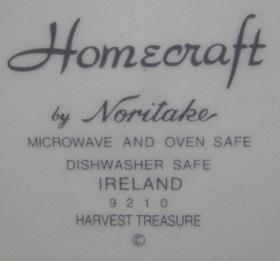 Homecraft
by Noritake
MICROWAVE AND OVEN SAFE
DISHWASHER SAFE
IRELAND
9210
HARVEST TREASURE
©